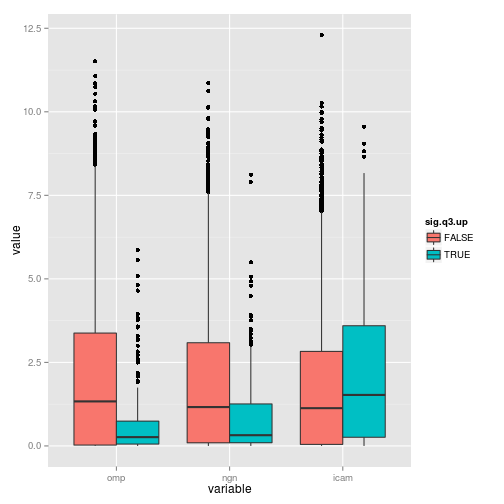 12.5
10.0
7.5
5.0
2.5
0.0
value
omp ngn icam
variable
sig.q3.up
FALSE
TRUE